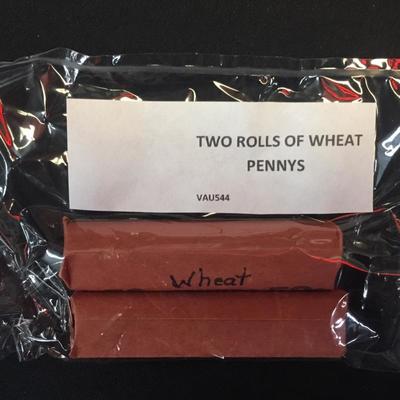 TWO ROLLS OF WHEAT
PENNYS
VAU544
Wheat